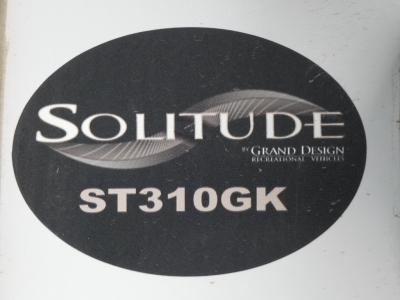 SOLITUDE
BY GRAND DESIGN
RECREATIONAL VEHICLES
ST310GK